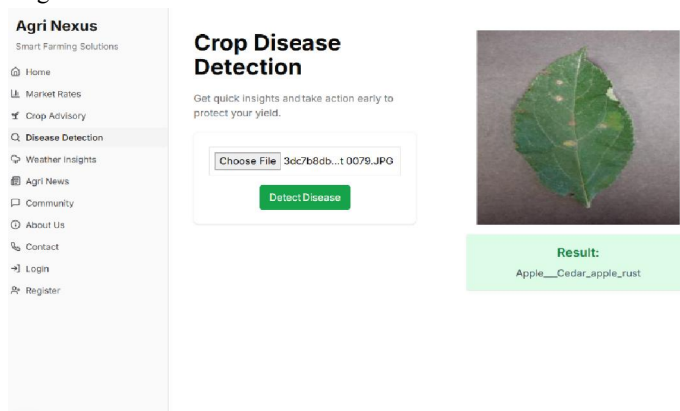 Agri Nexus
Smart Farming Solutions
Home
Market Rates
Crop Advisory
Disease Detection
Weather Insights
Agri News
Community
About Us
Contact
Login
Register
Crop Disease
Detection
Get quick insights and take action early to
protect your yield.
Choose File 3dc7b8db...t 0079.JPG
Detect Disease
Result:
Apple___Cedar_apple_rust